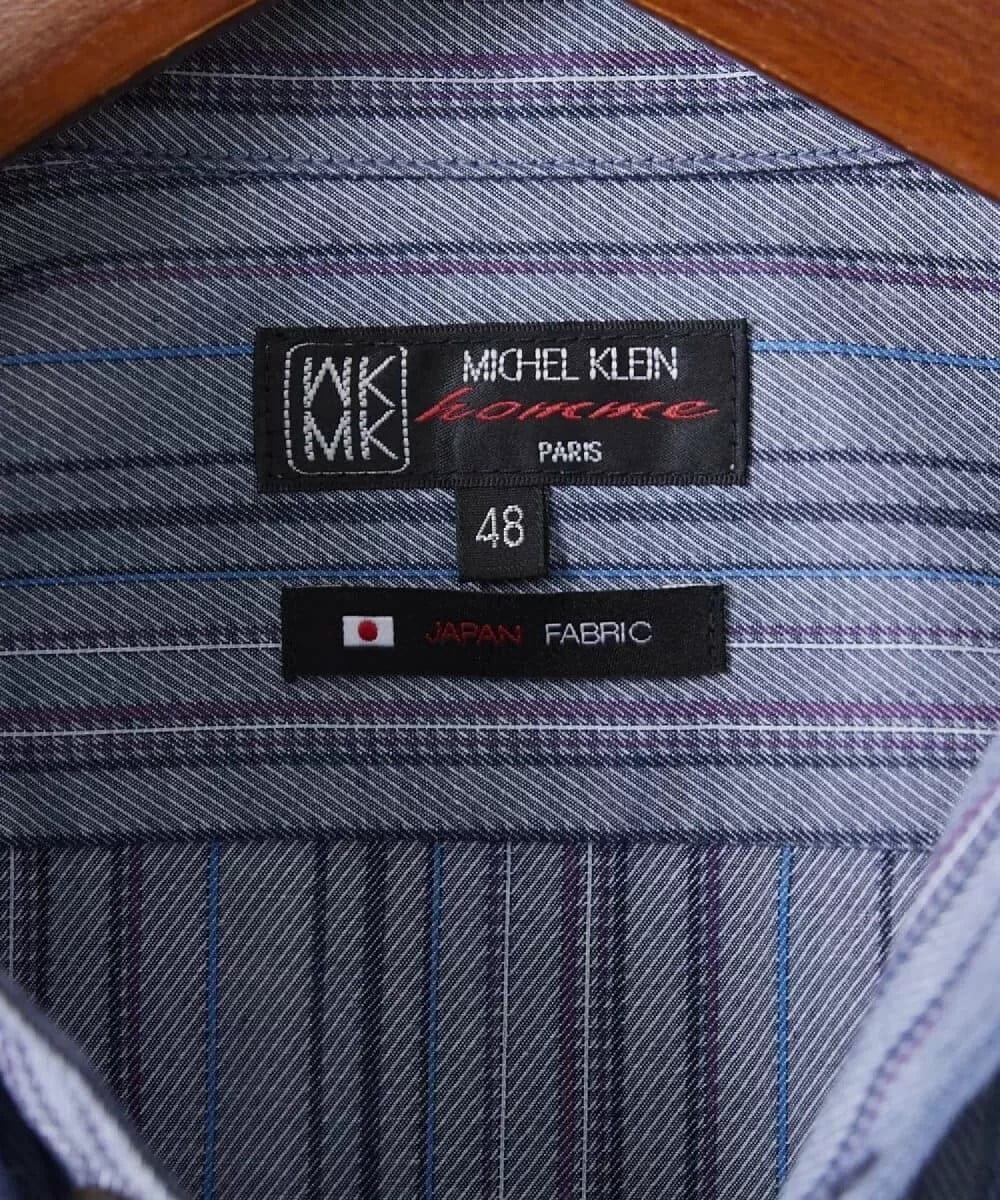 MK
MK
MICHEL KLEIN
homme
PARIS
48
JAPAN FABRIC